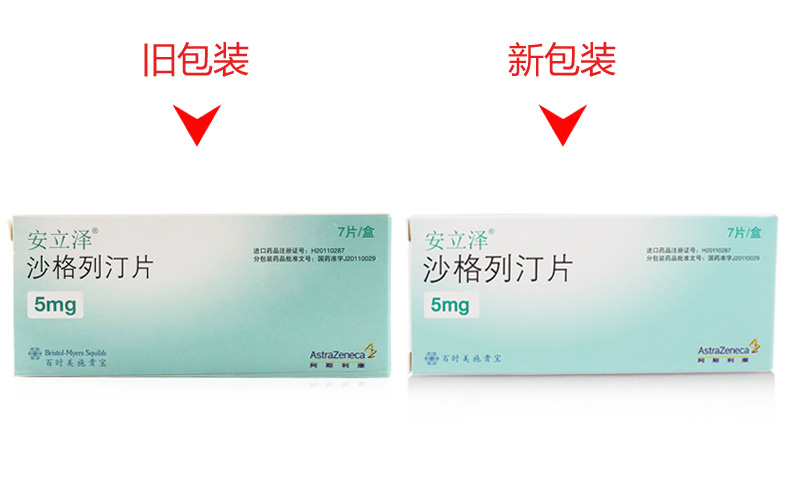 旧包装
新包装
安立泽®
7片/盒
进口药品注册证号：H20110287
分包装药品批准文号：国药准字J20110029
沙格列汀片
5mg
Bristol-Myers Squibb
百时美施贵宝
AstraZeneca
阿斯利康
安立泽®
7片/盒
进口药品注册证号：H20110287
分包装药品批准文号：国药准字J20110029
沙格列汀片
5mg
百时美施贵宝
AstraZeneca
阿斯利康